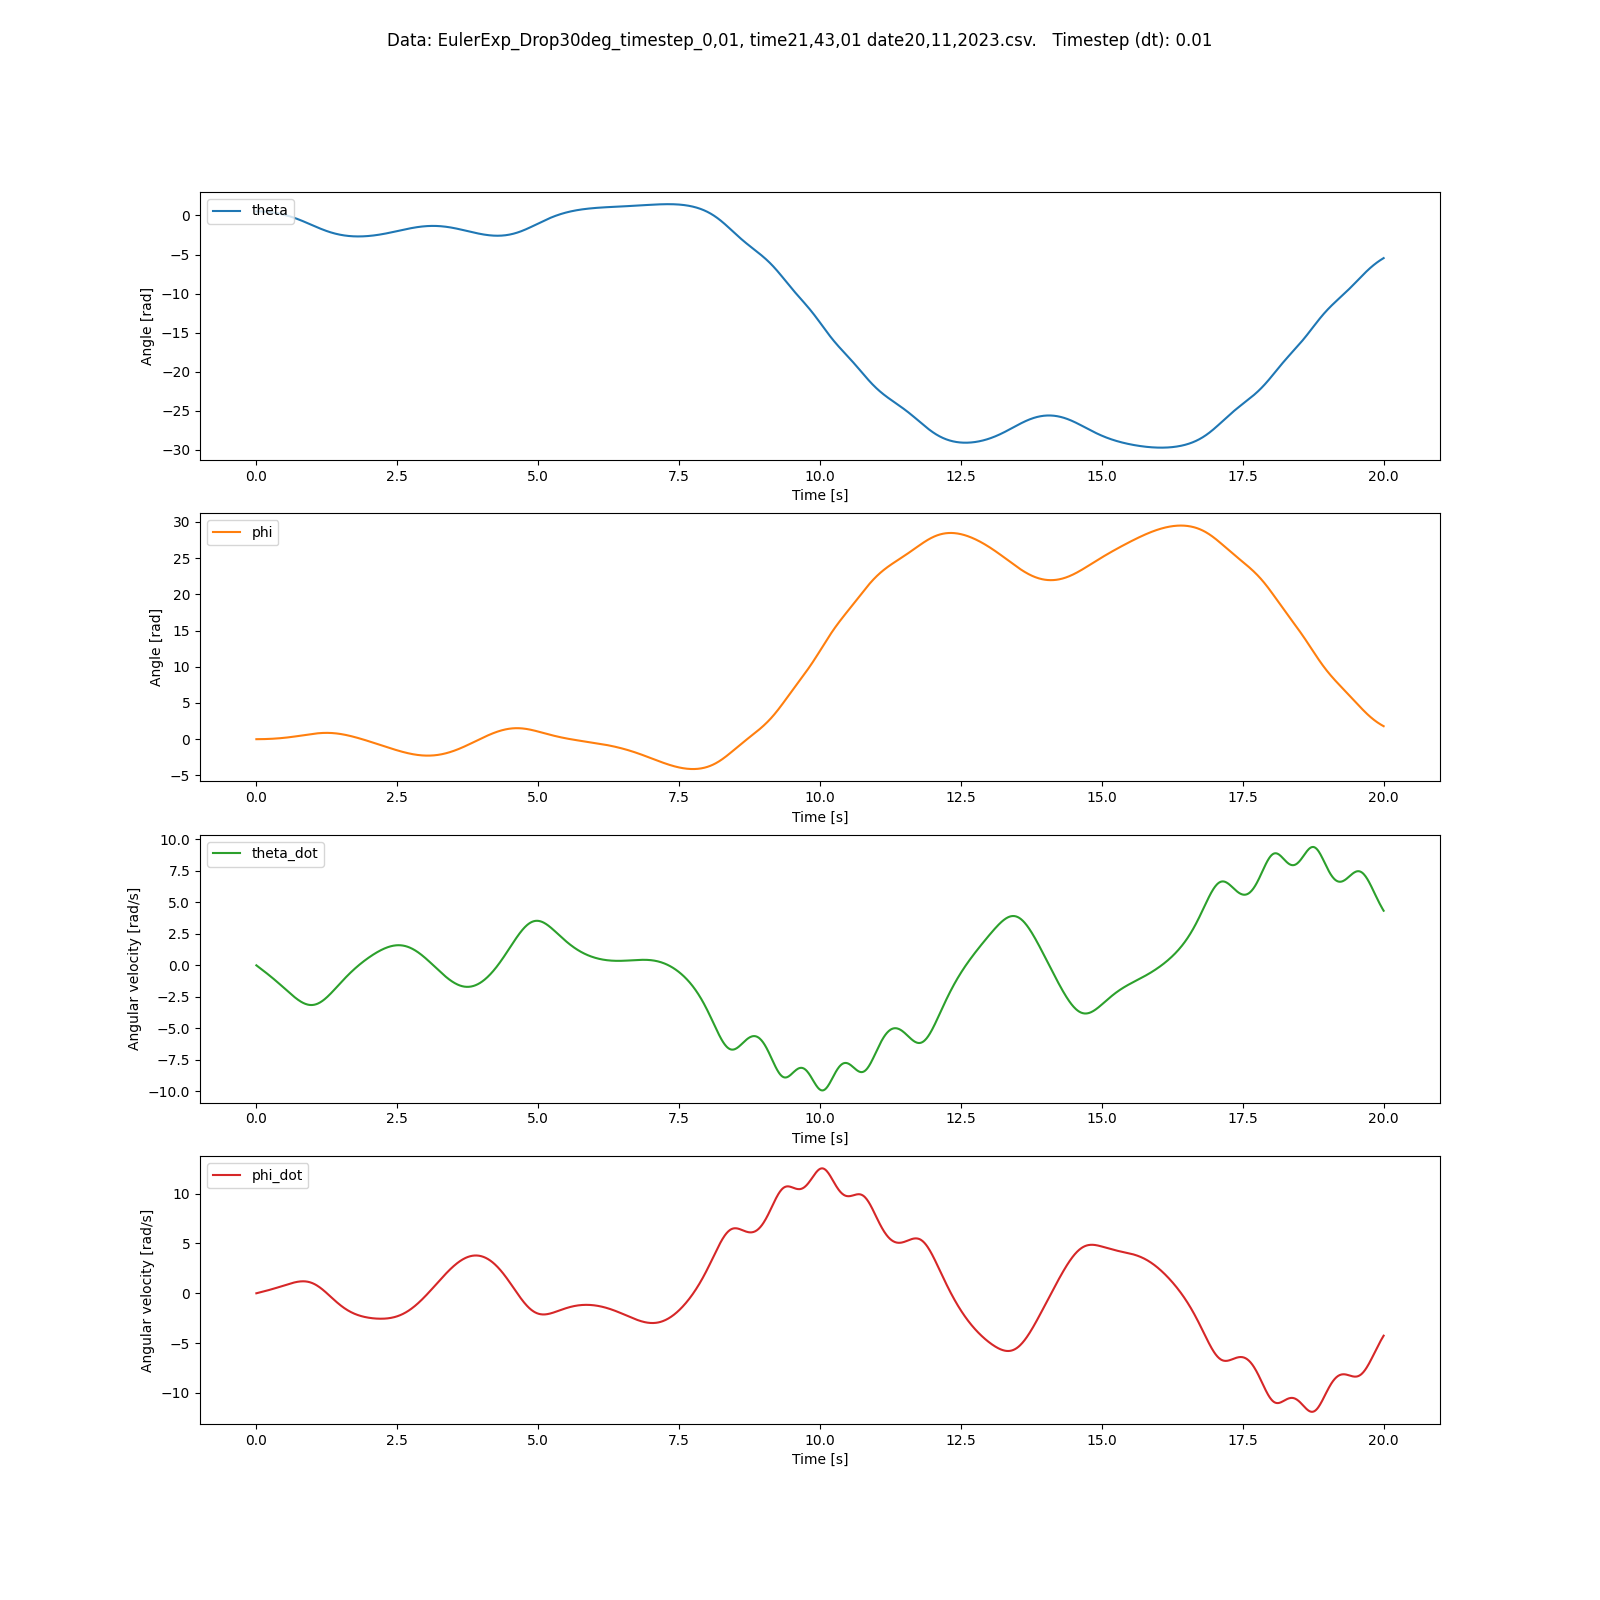 Data: EulerExp_Drop30deg_timestep_0,01, time21,43,01 date20,11,2023.csv.   Timestep (dt): 0.01
theta
0
−5
−10
−15
−20
−25
−30
Angle [rad]
0.0 2.5 5.0 7.5 10.0 12.5 15.0 17.5 20.0
Time [s]
phi
30
25
20
15
10
5
0
−5
Angle [rad]
0.0 2.5 5.0 7.5 10.0 12.5 15.0 17.5 20.0
Time [s]
theta_dot
10.0
7.5
5.0
2.5
0.0
−2.5
−5.0
−7.5
−10.0
Angular velocity [rad/s]
0.0 2.5 5.0 7.5 10.0 12.5 15.0 17.5 20.0
Time [s]
phi_dot
10
5
0
−5
−10
Angular velocity [rad/s]
0.0 2.5 5.0 7.5 10.0 12.5 15.0 17.5 20.0
Time [s]